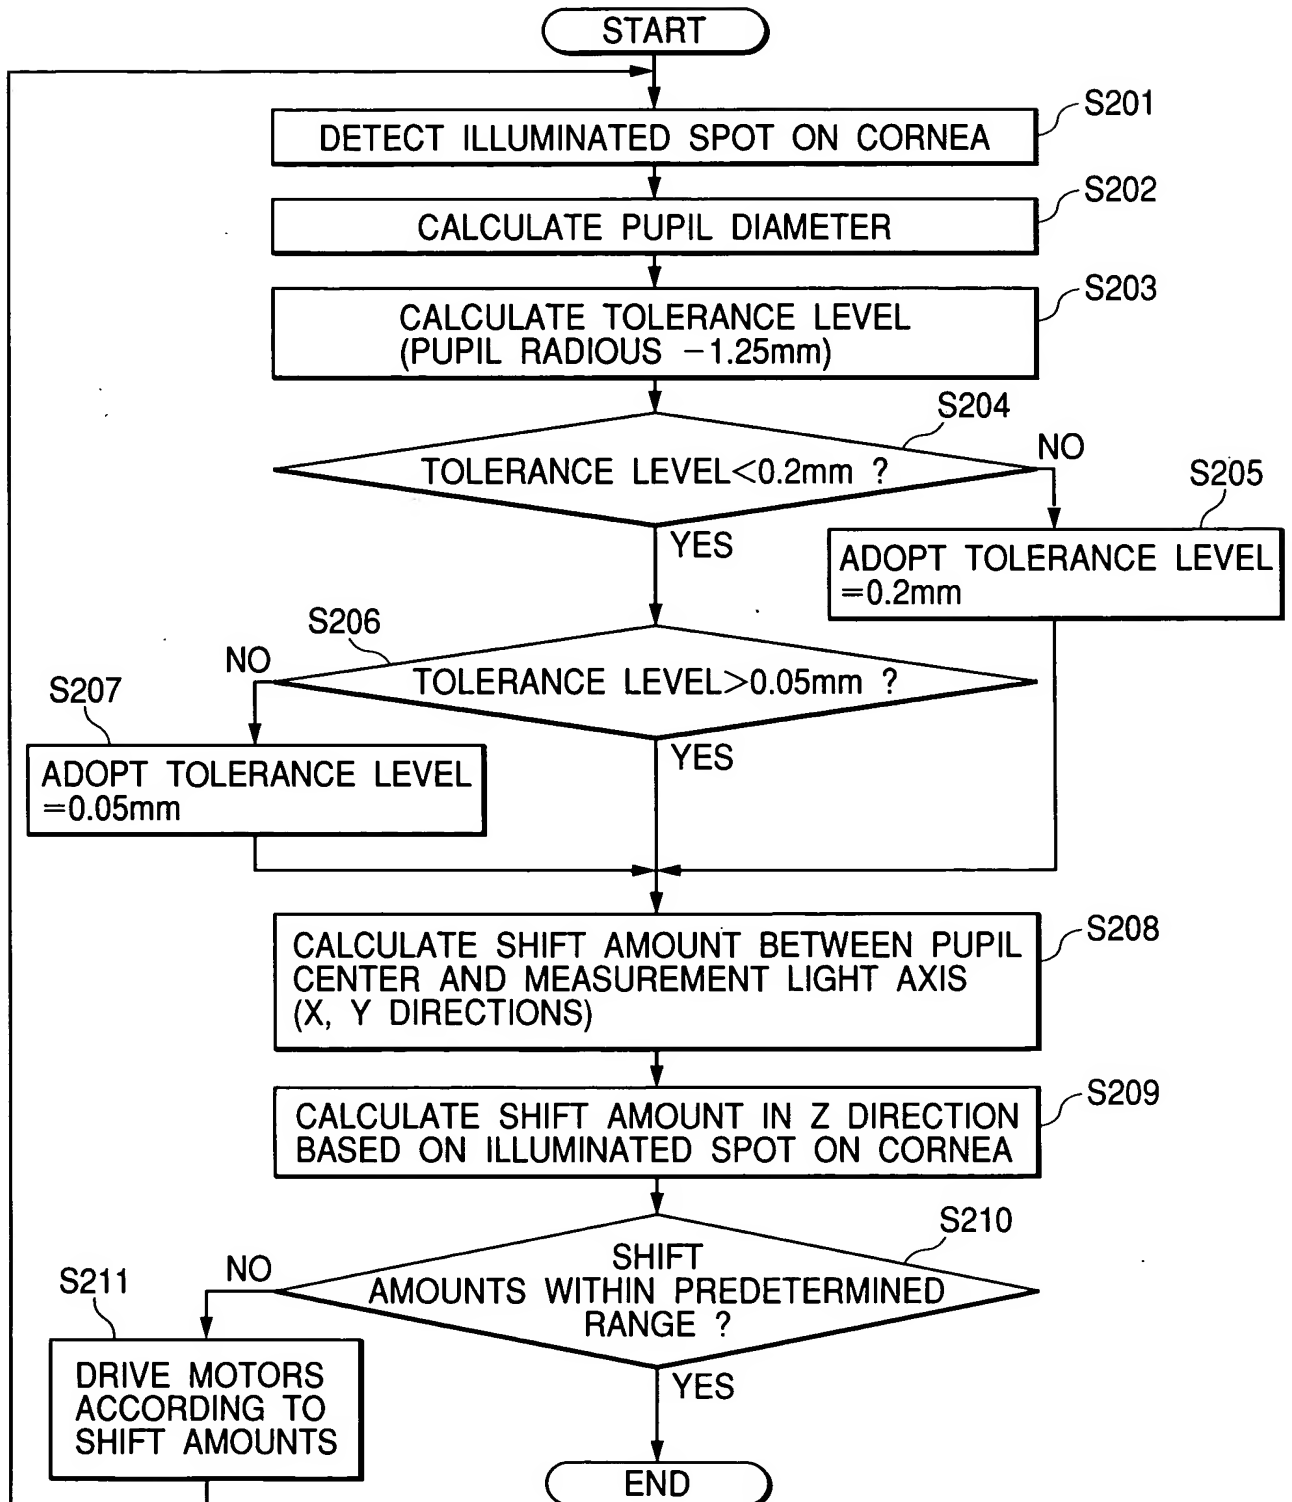 START
S201
DETECT ILLUMINATED SPOT ON CORNEA
S202
CALCULATE PUPIL DIAMETER
S203
CALCULATE TOLERANCE LEVEL
(PUPIL RADIOUS −1.25mm)
S204
TOLERANCE LEVEL<0.2mm ?
NO
YES
S205
ADOPT TOLERANCE LEVEL
=0.2mm
S206
TOLERANCE LEVEL>0.05mm ?
NO
YES
S207
ADOPT TOLERANCE LEVEL
=0.05mm
S208
CALCULATE SHIFT AMOUNT BETWEEN PUPIL
CENTER AND MEASUREMENT LIGHT AXIS
(X, Y DIRECTIONS)
S209
CALCULATE SHIFT AMOUNT IN Z DIRECTION
BASED ON ILLUMINATED SPOT ON CORNEA
S210
SHIFT
AMOUNTS WITHIN PREDETERMINED
RANGE ?
NO
YES
S211
DRIVE MOTORS
ACCORDING TO
SHIFT AMOUNTS
END